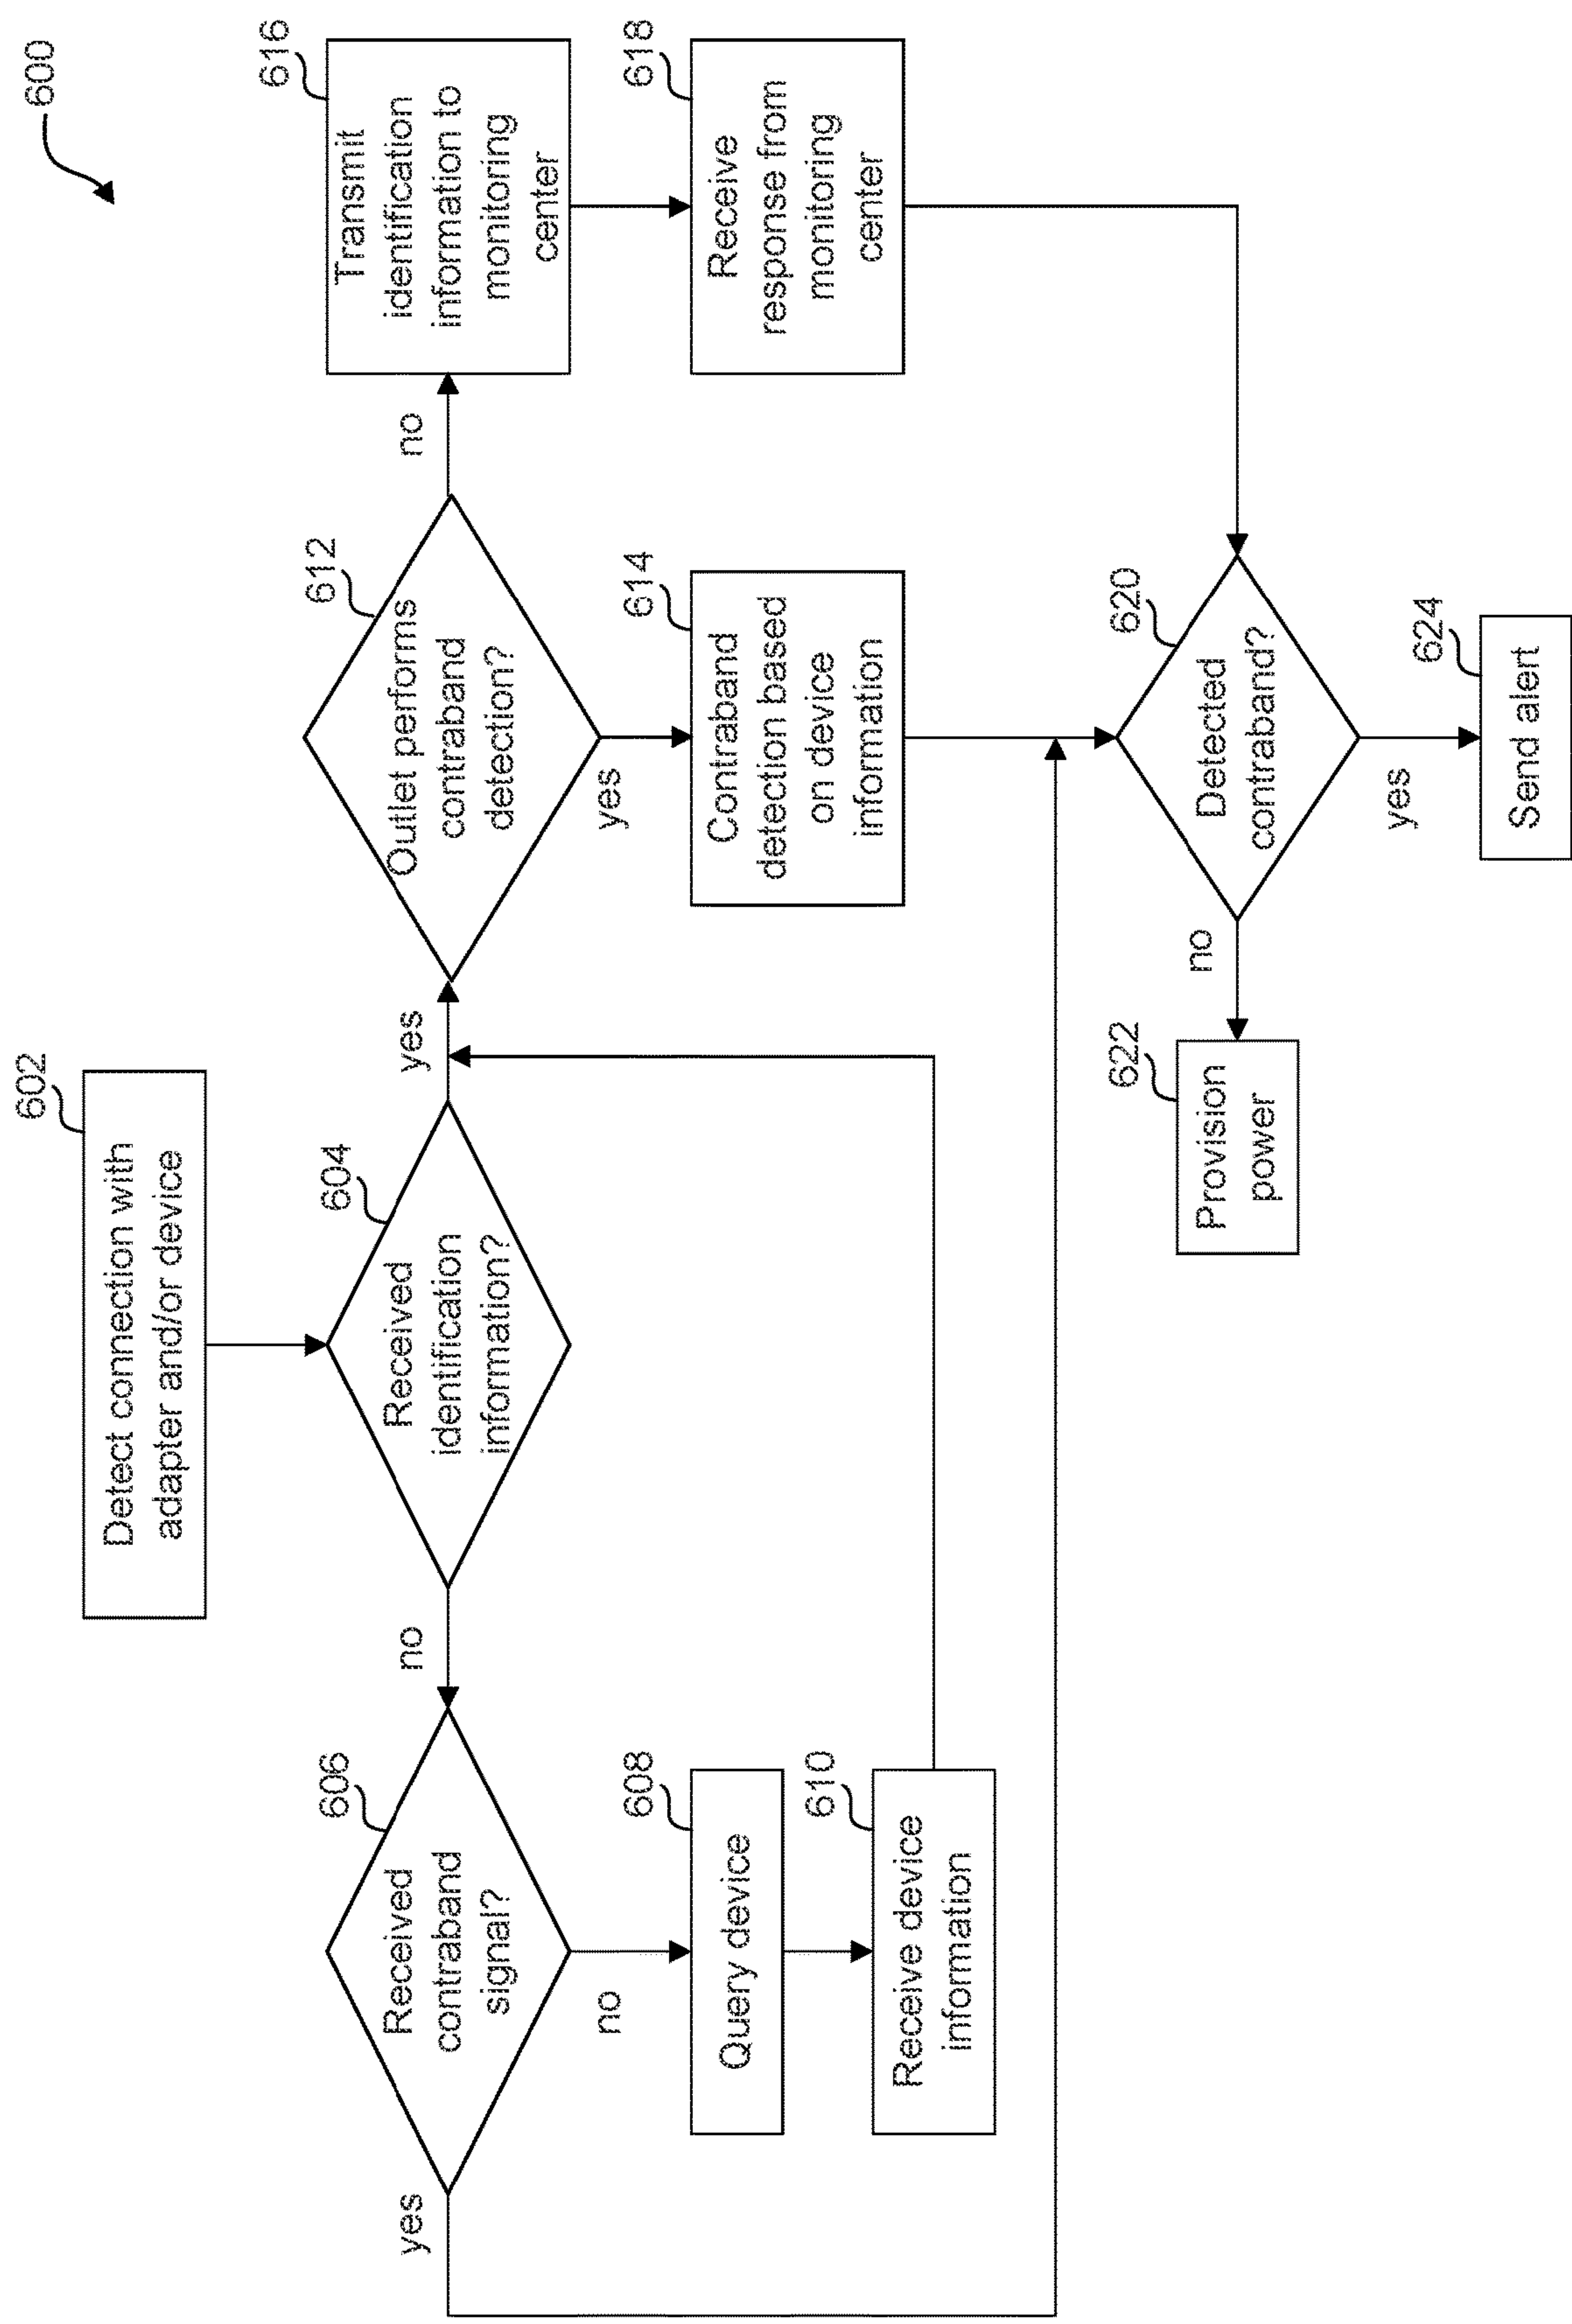 600
602
Detect connection with
adapter and/or device
604
Received
identification
information?
no
yes
606
Received
contraband
signal?
yes
no
608
Query device
610
Receive device
information
612
Outlet performs
contraband
detection?
no
yes
614
Contraband
detection based
on device
information
616
Transmit
identification
information to
monitoring
center
618
Receive
response from
monitoring
center
620
Detected
contraband?
no
yes
622
Provision
power
624
Send alert